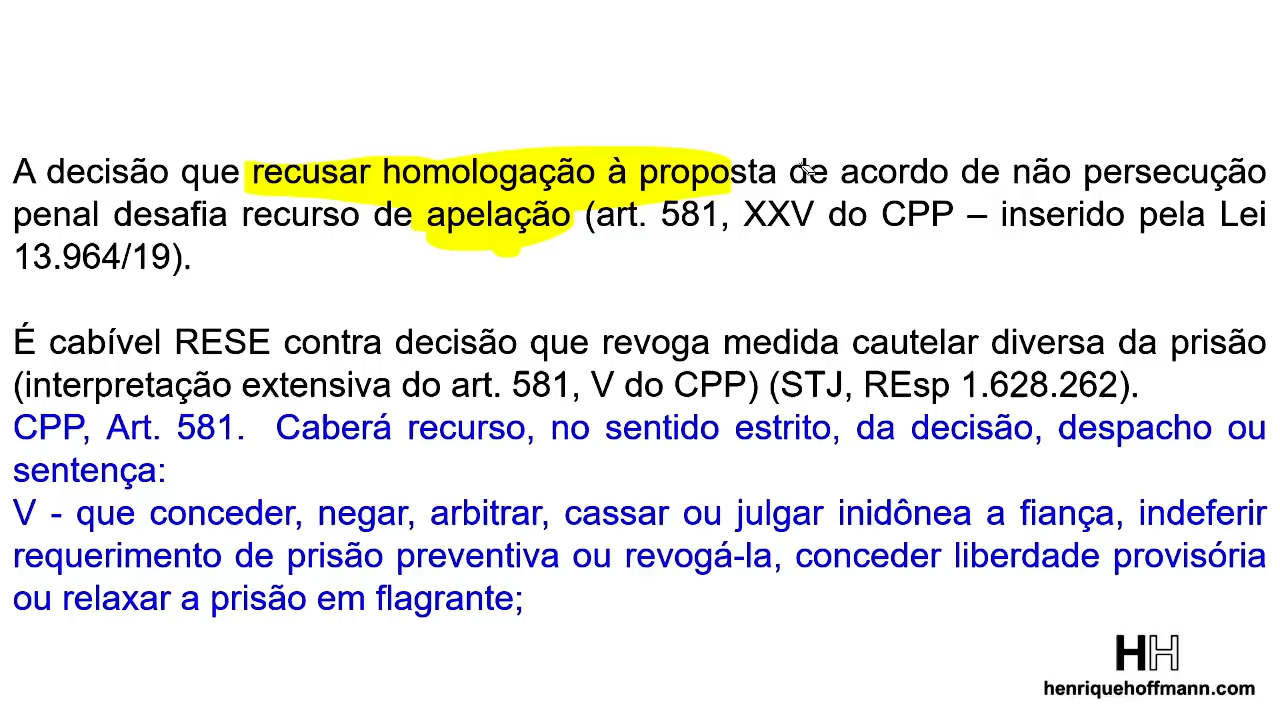 A decisão que recusar homologação à proposta de acordo de não persecução
penal desafia recurso de apelação (art. 581, XXV do CPP – inserido pela Lei
13.964/19).
É cabível RESE contra decisão que revoga medida cautelar diversa da prisão
(interpretação extensiva do art. 581, V do CPP) (STJ, REsp 1.628.262).
CPP, Art. 581. Caberá recurso, no sentido estrito, da decisão, despacho ou
sentença:
V - que conceder, negar, arbitrar, cassar ou julgar inidônea a fiança, indeferir
requerimento de prisão preventiva ou revogá-la, conceder liberdade provisória
ou relaxar a prisão em flagrante;
HH
henriquehoffmann.com